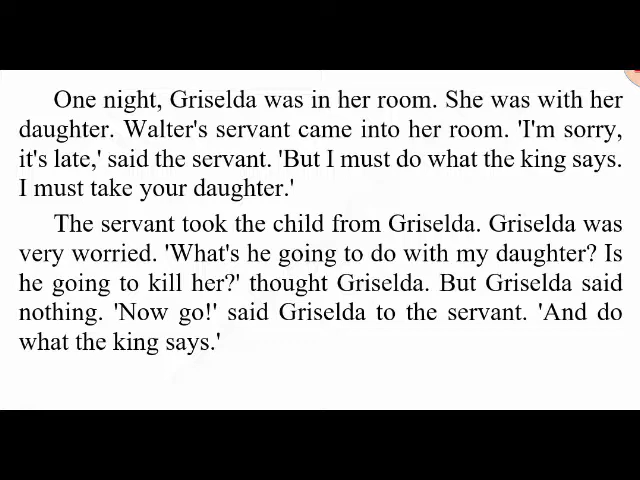 One night, Griselda was in her room. She was with her
daughter. Walter's servant came into her room. 'I'm sorry,
it's late,' said the servant. 'But I must do what the king says.
I must take your daughter.'
The servant took the child from Griselda. Griselda was
very worried. 'What's he going to do with my daughter? Is
he going to kill her?' thought Griselda. But Griselda said
nothing. 'Now go!' said Griselda to the servant. 'And do
what the king says.'